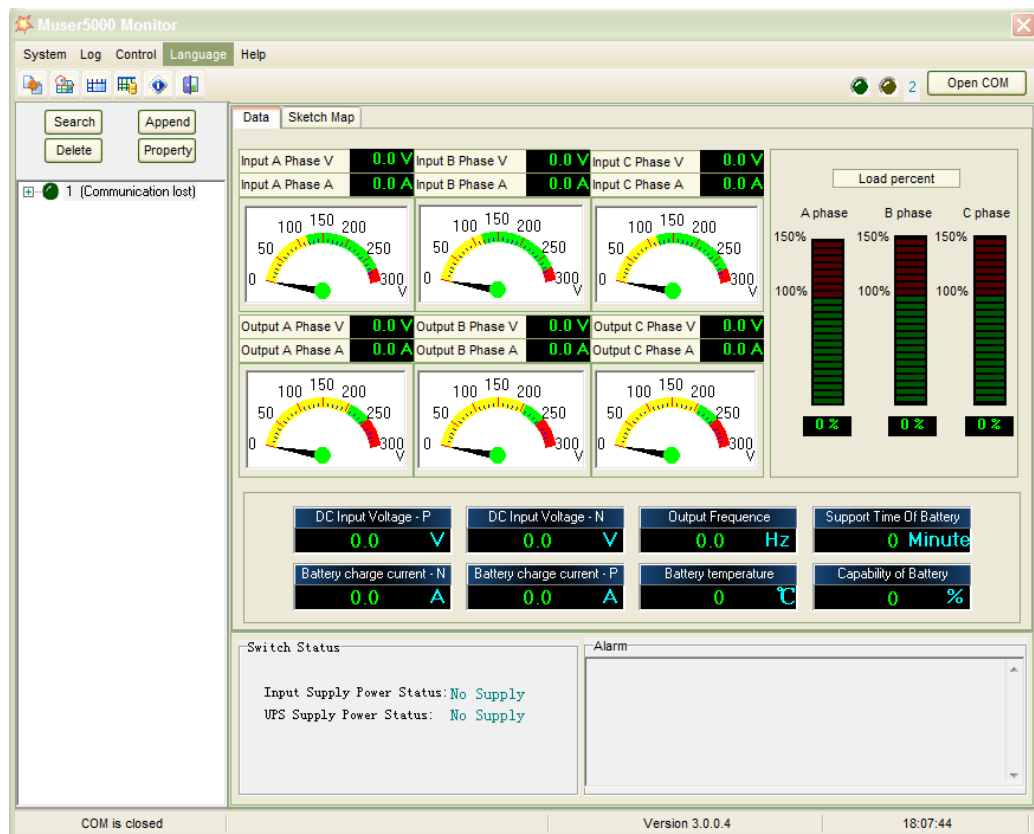 Muser5000 Monitor
System Log Control Language Help
2 Open COM
Search Append
Delete Property
1 (Communication lost)
Data Sketch Map
Input A Phase V 0.0 V Input B Phase V 0.0 V Input C Phase V 0.0 V
Input A Phase A 0.0 A Input B Phase A 0.0 A Input C Phase A 0.0 A
0 50 100 150 200 250 300 V
0 50 100 150 200 250 300 V
0 50 100 150 200 250 300 V
Output A Phase V 0.0 V Output B Phase V 0.0 V Output C Phase V 0.0 V
Output A Phase A 0.0 A Output B Phase A 0.0 A Output C Phase A 0.0 A
0 50 100 150 200 250 300 V
0 50 100 150 200 250 300 V
0 50 100 150 200 250 300 V
Load percent
A phase B phase C phase
150% 150% 150%
100% 100% 100%
0 % 0 % 0 %
DC Input Voltage - P DC Input Voltage - N Output Frequence Support Time Of Battery
0.0 V 0.0 V 0.0 Hz 0 Minute
Battery charge current - N Battery charge current - P Battery temperature Capability of Battery
0.0 A 0.0 A 0 ℃ 0 %
Switch Status
Input Supply Power Status: No Supply
UPS Supply Power Status: No Supply
Alarm
COM is closed Version 3.0.0.4 18:07:44